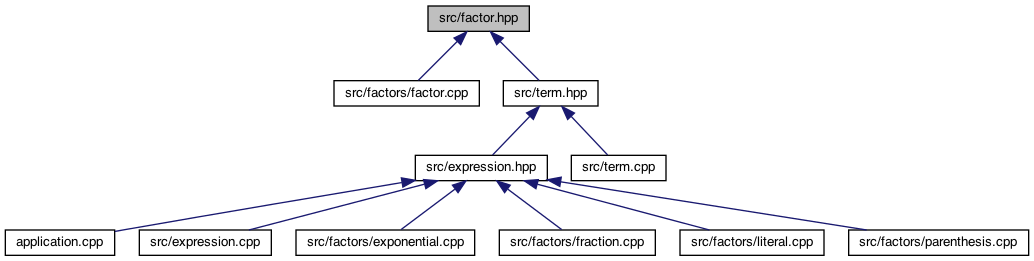 src/factor.hpp
src/factors/factor.cpp
src/term.hpp
src/expression.hpp
src/term.cpp
application.cpp
src/expression.cpp
src/factors/exponential.cpp
src/factors/fraction.cpp
src/factors/literal.cpp
src/factors/parenthesis.cpp